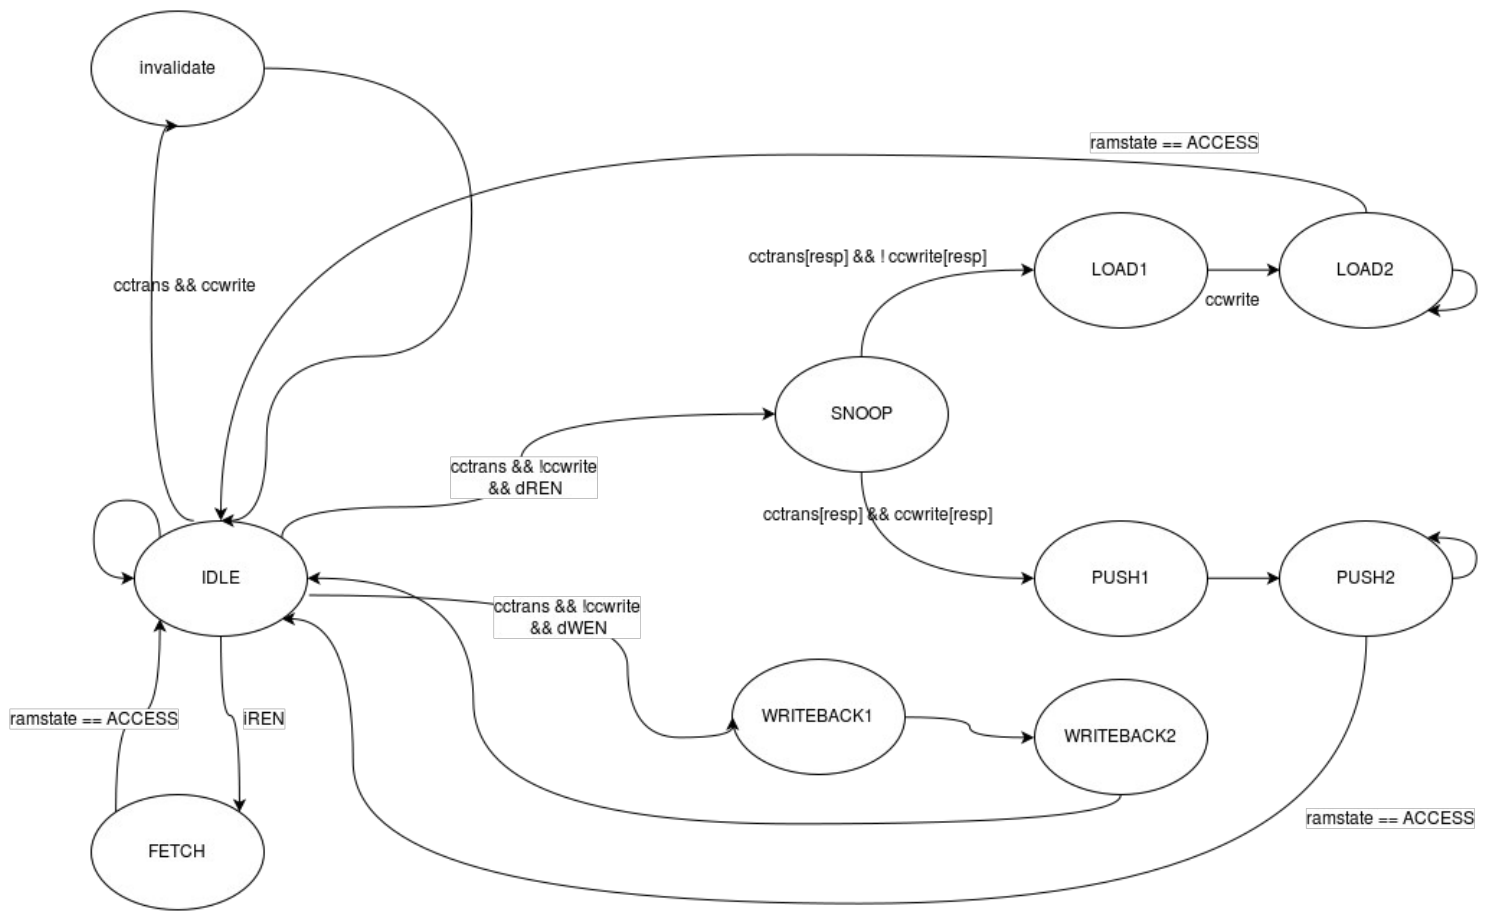 invalidate
ramstate == ACCESS
cctrans[resp] && ! ccwrite[resp]
LOAD1
LOAD2
cctrans && ccwrite
ccwrite
SNOOP
cctrans && !ccwrite
&& dREN
cctrans[resp] && ccwrite[resp]
IDLE
PUSH1
PUSH2
cctrans && !ccwrite
&& dWEN
ramstate == ACCESS
iREN
WRITEBACK1
WRITEBACK2
ramstate == ACCESS
FETCH